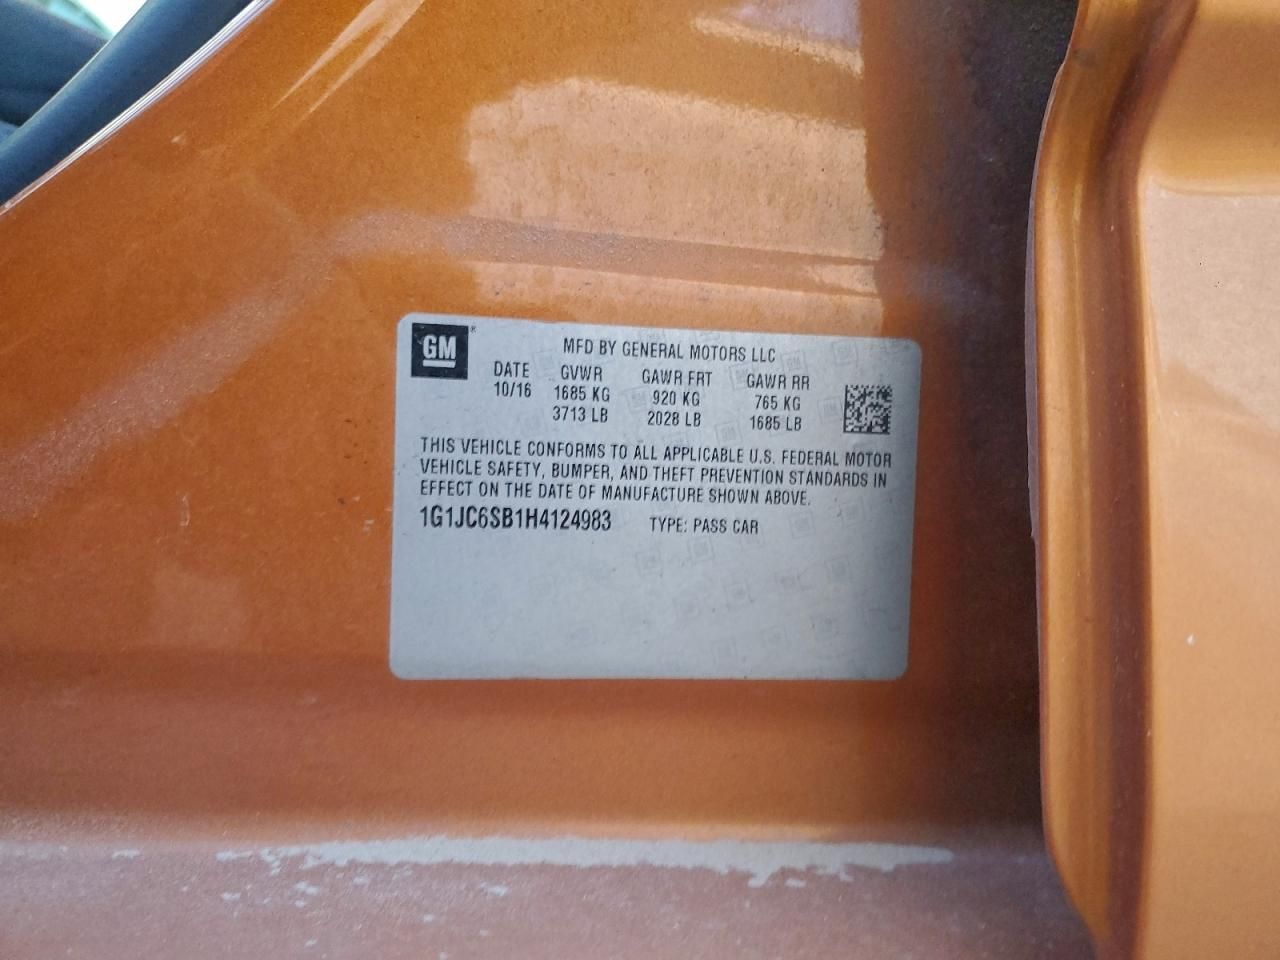 GM ®
MFD BY GENERAL MOTORS LLC
DATE GVWR GAWR FRT GAWR RR
10/16 1685 KG 920 KG 765 KG
3713 LB 2028 LB 1685 LB
THIS VEHICLE CONFORMS TO ALL APPLICABLE U.S. FEDERAL MOTOR
VEHICLE SAFETY, BUMPER, AND THEFT PREVENTION STANDARDS IN
EFFECT ON THE DATE OF MANUFACTURE SHOWN ABOVE.
1G1JC6SB1H4124983 TYPE: PASS CAR